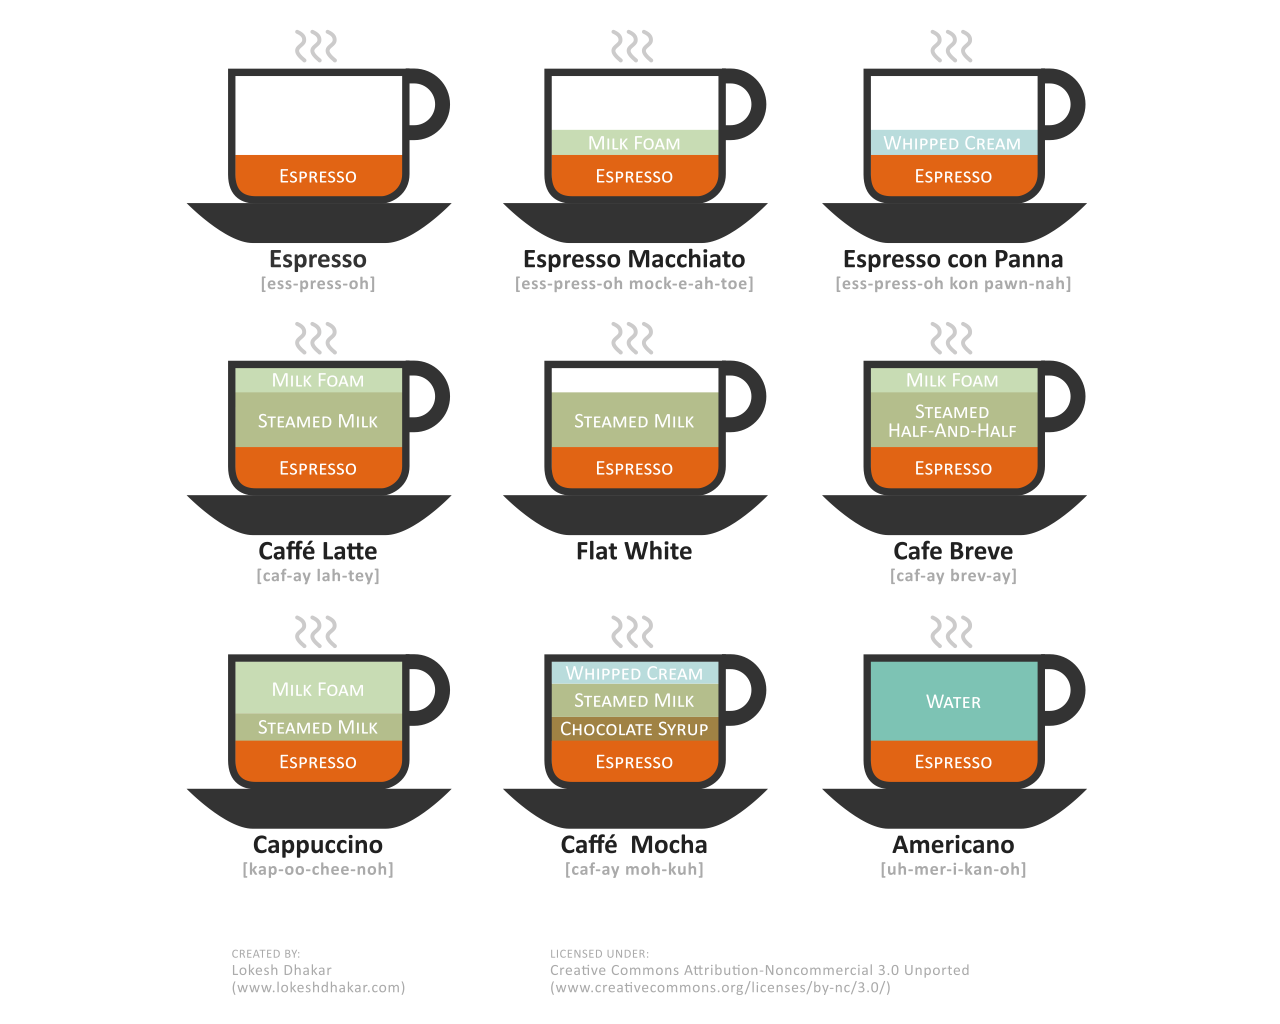 Espresso
Espresso
[ess-press-oh]
Milk Foam
Espresso
Espresso Macchiato
[ess-press-oh mock-e-ah-toe]
Whipped Cream
Espresso
Espresso con Panna
[ess-press-oh kon pawn-nah]
Milk Foam
Steamed Milk
Espresso
Caffé Latte
[caf-ay lah-tey]
Steamed Milk
Espresso
Flat White
Milk Foam
Steamed
Half-And-Half
Espresso
Cafe Breve
[caf-ay brev-ay]
Milk Foam
Steamed Milk
Espresso
Cappuccino
[kap-oo-chee-noh]
Whipped Cream
Steamed Milk
Chocolate Syrup
Espresso
Caffé Mocha
[caf-ay moh-kuh]
Water
Espresso
Americano
[uh-mer-i-kan-oh]
CREATED BY:
Lokesh Dhakar
(www.lokeshdhakar.com)
LICENSED UNDER:
Creative Commons Attribution-Noncommercial 3.0 Unported
(www.creativecommons.org/licenses/by-nc/3.0/)